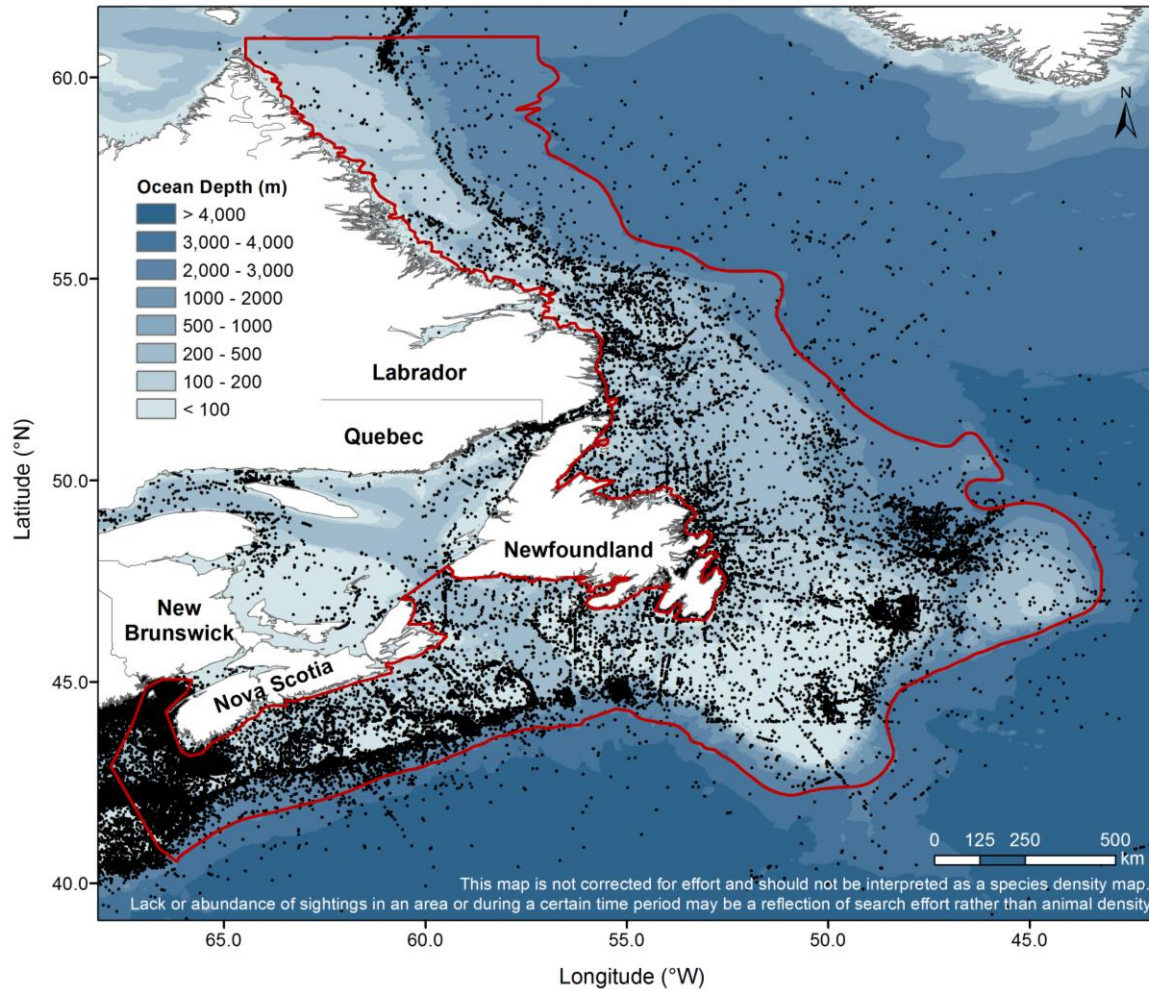 60.0
N
Ocean Depth (m)
> 4,000
3,000 - 4,000
2,000 - 3,000
1000 - 2000
500 - 1000
200 - 500
100 - 200
< 100
55.0
Labrador
Quebec
Latitude (°N)
50.0
Newfoundland
New
Brunswick
Nova Scotia
45.0
0 125 250 500
km
40.0
This map is not corrected for effort and should not be interpreted as a species density map.
Lack or abundance of sightings in an area or during a certain time period may be a reflection of search effort rather than animal density
65.0 60.0 55.0 50.0 45.0
Longitude (°W)